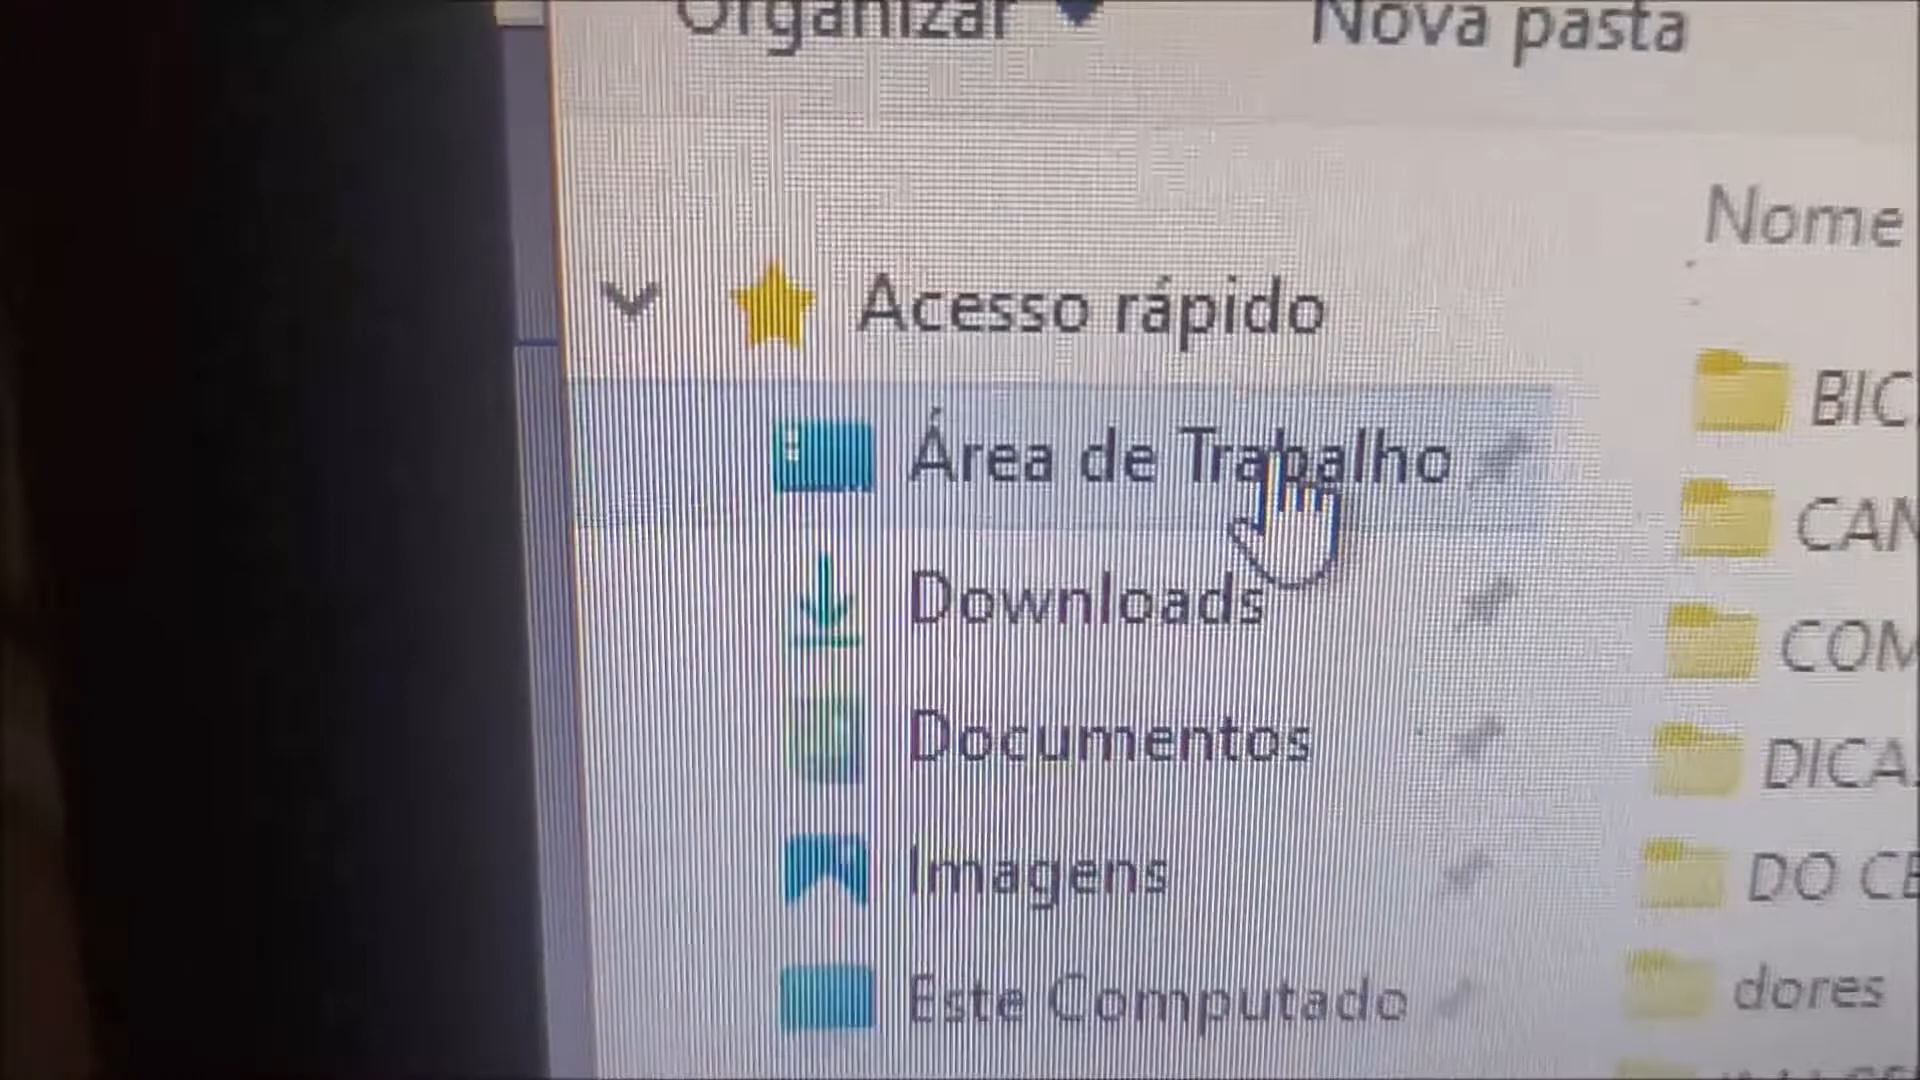 Organizar Nova pasta
Nome
Acesso rápido
Área de Trabalho
Downloads
Documentos
Imagens
Este Computado
BIC
CAN
COM
DICA
DO CE
dores